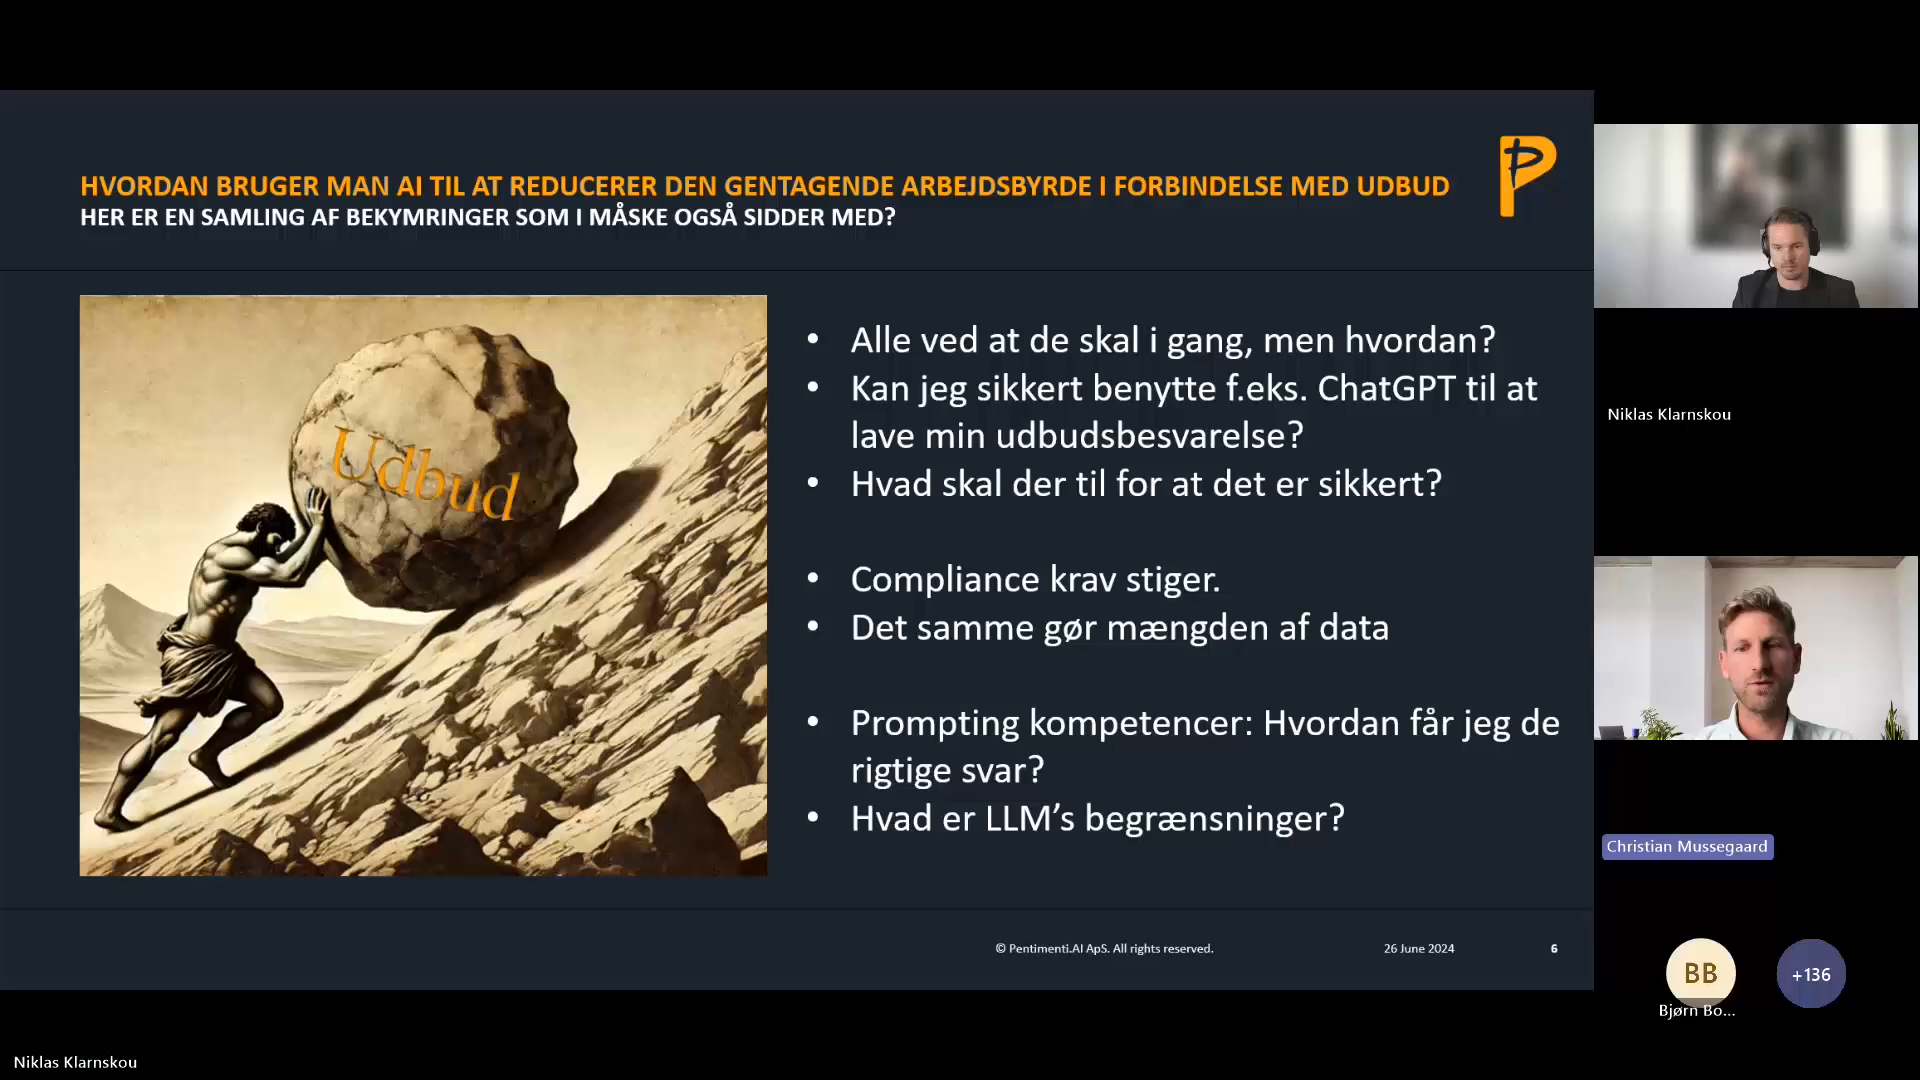 HVORDAN BRUGER MAN AI TIL AT REDUCERER DEN GENTAGENDE ARBEJDSBYRDE I FORBINDELSE MED UDBUD
HER ER EN SAMLING AF BEKYMRINGER SOM I MÅSKE OGSÅ SIDDER MED?
P
Udbud
• Alle ved at de skal i gang, men hvordan?
• Kan jeg sikkert benytte f.eks. ChatGPT til at
lave min udbudsbesvarelse?
• Hvad skal der til for at det er sikkert?
• Compliance krav stiger.
• Det samme gør mængden af data
• Prompting kompetencer: Hvordan får jeg de
rigtige svar?
• Hvad er LLM’s begrænsninger?
© Pentimenti.AI ApS. All rights reserved.
26 June 2024
6
Niklas Klarnskou
Christian Mussegaard
BB
+136
Bjørn Bo...
Niklas Klarnskou